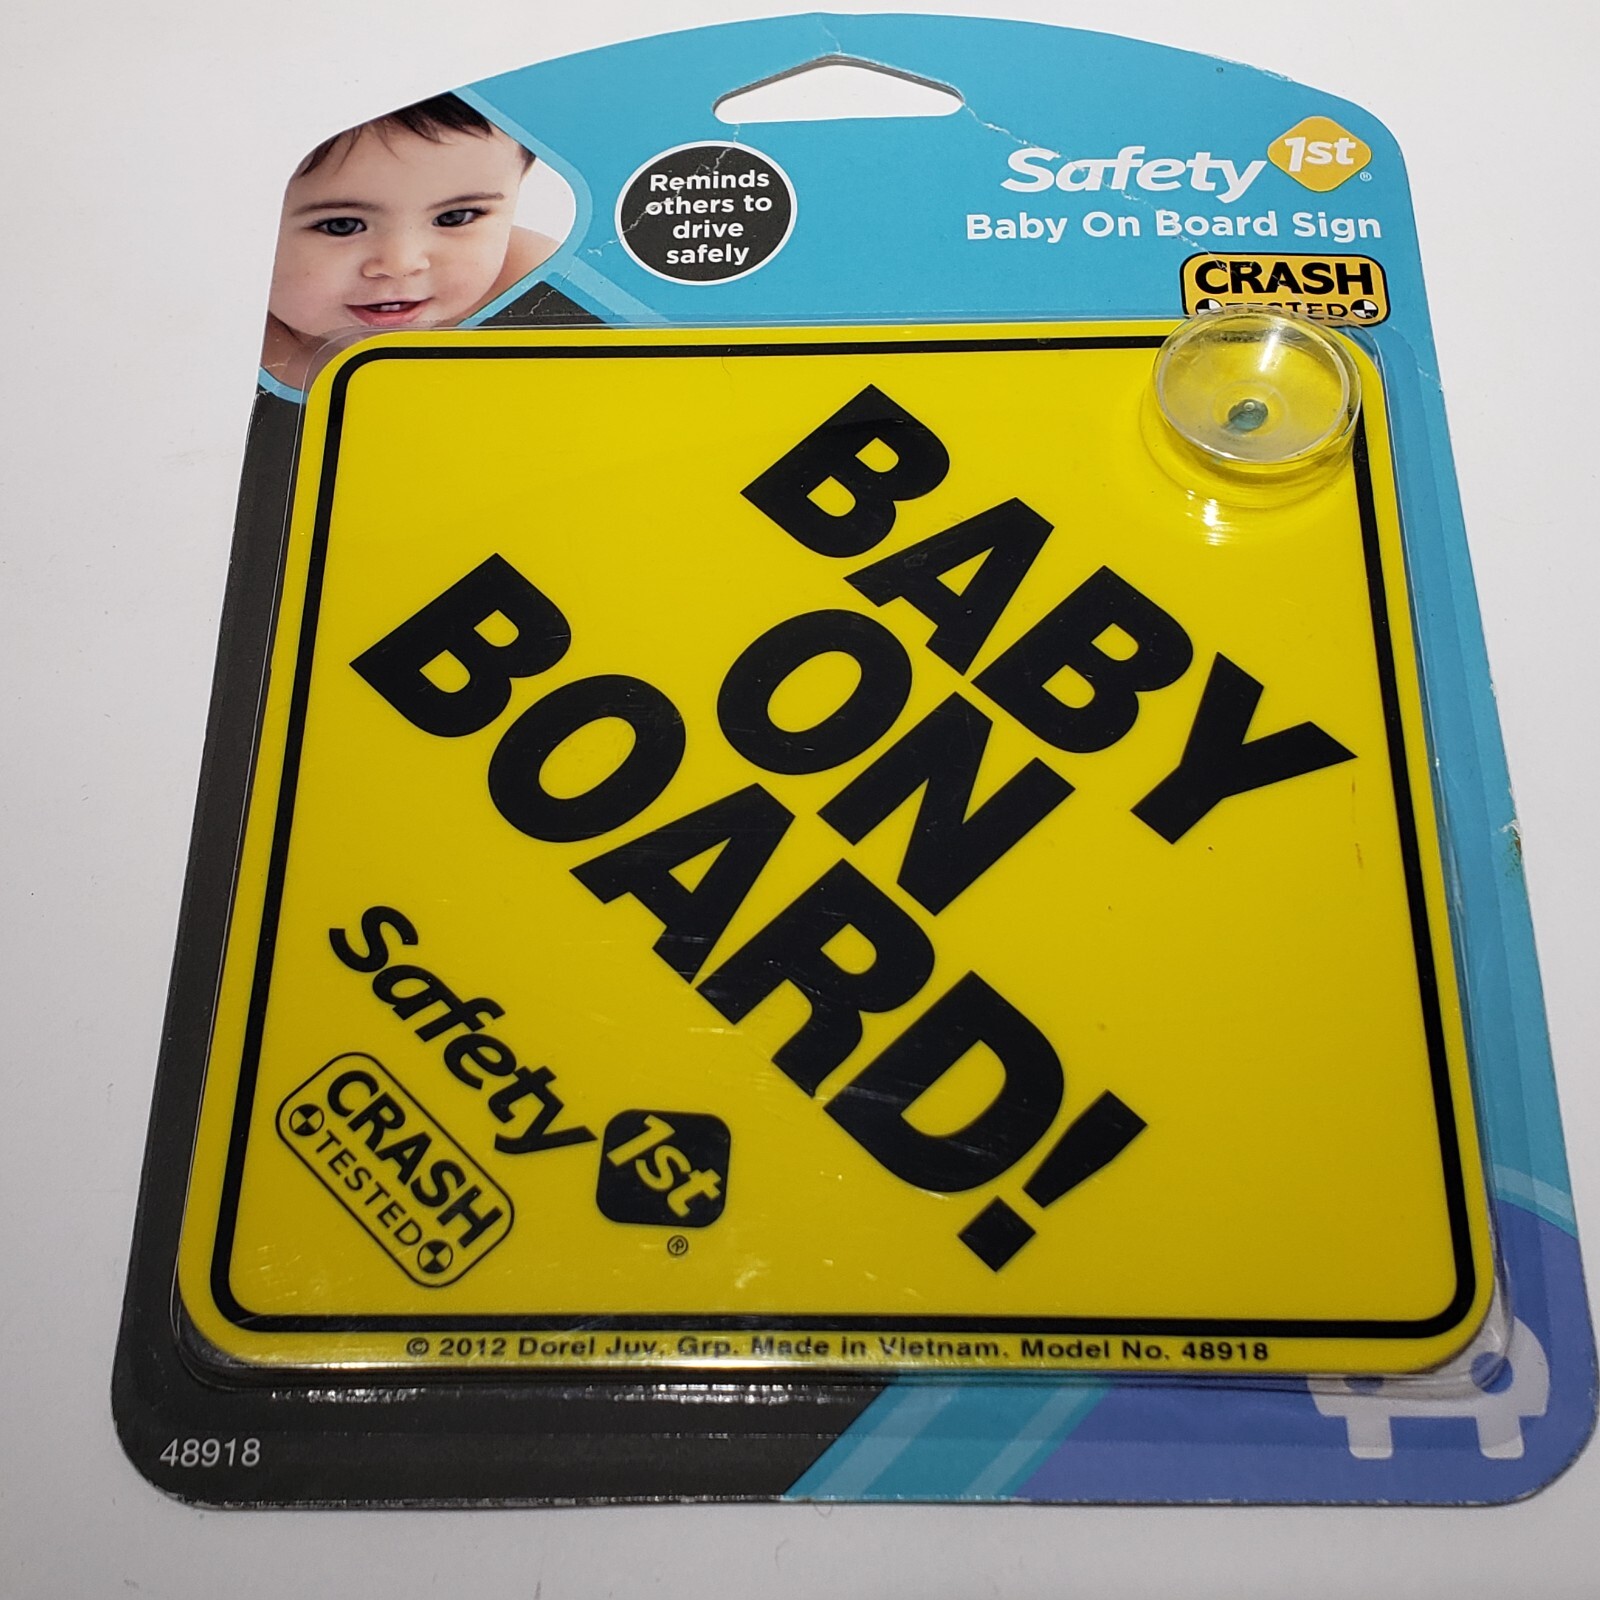 Reminds
others to
drive
safely
Safety 1st®
Baby On Board Sign
CRASH
TESTED
BABY
ON
BOARD!
Safety 1st®
CRASH
TESTED
© 2012 Dorel Juv. Grp. Made in Vietnam. Model No. 48918
48918